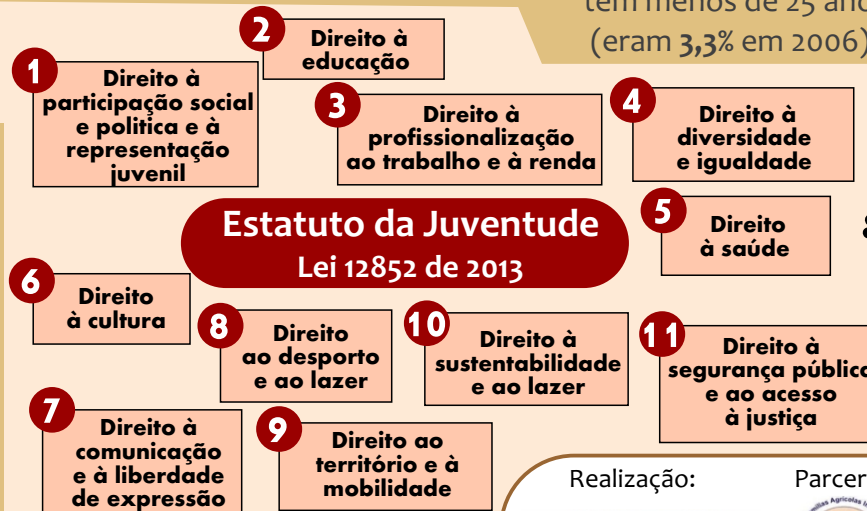 têm menos de 25 ano
(eram 3,3% em 2006)
1
Direito à
participação social
e politica e à
representação
juvenil
2
Direito à
educação
3
Direito à
profissionalização
ao trabalho e à renda
4
Direito à
diversidade
e igualdade
Estatuto da Juventude
Lei 12852 de 2013
5
Direito
à saúde
6
Direito
à cultura
7
Direito à
comunicação
e à liberdade
de expressão
8
Direito
ao desporto
e ao lazer
9
Direito ao
território e à
mobilidade
10
Direito à
sustentabilidade
e ao lazer
11
Direito à
segurança pública
e ao acesso
à justiça
Realização:
Parcer
Agrícolas